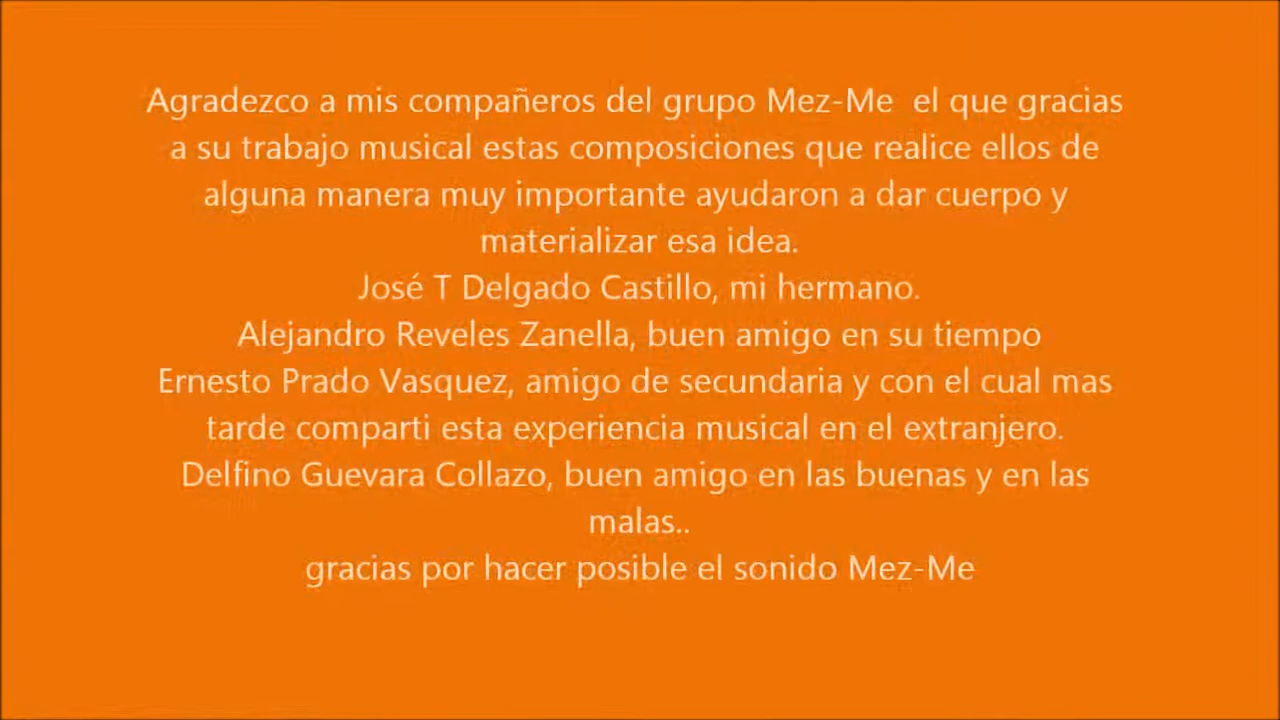 Agradezco a mis compañeros del grupo Mez-Me el que gracias
a su trabajo musical estas composiciones que realice ellos de
alguna manera muy importante ayudaron a dar cuerpo y
materializar esa idea.
José T Delgado Castillo, mi hermano.
Alejandro Reveles Zanella, buen amigo en su tiempo
Ernesto Prado Vasquez, amigo de secundaria y con el cual mas
tarde comparti esta experiencia musical en el extranjero.
Delfino Guevara Collazo, buen amigo en las buenas y en las
malas..
gracias por hacer posible el sonido Mez-Me